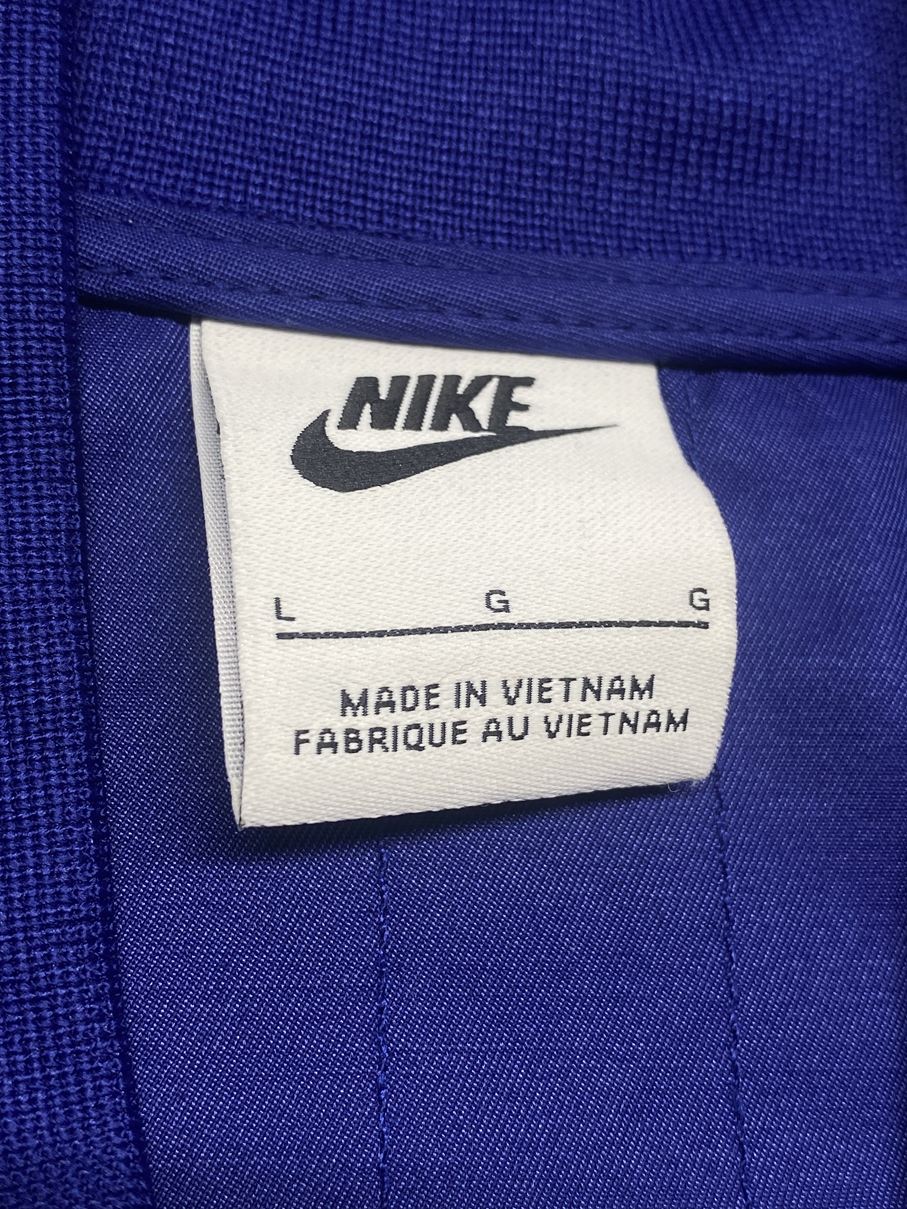 NIKE
L G G
MADE IN VIETNAM
FABRIQUE AU VIETNAM